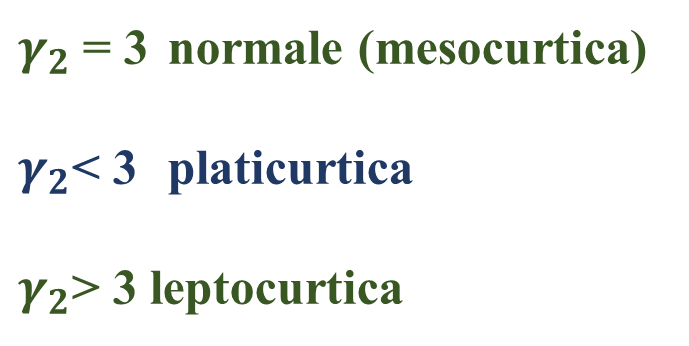 γ₂ = 3 normale (mesocurtica)
γ₂< 3 platicurtica
γ₂> 3 leptocurtica